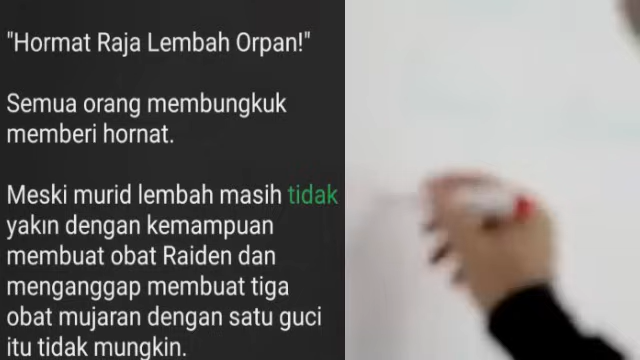 "Hormat Raja Lembah Orpan!"
Semua orang membungkuk
memberi hornat.
Meski murid lembah masih tidak
yakin dengan kemampuan
membuat obat Raiden dan
menganggap membuat tiga
obat mujaran dengan satu guci
itu tidak mungkin.